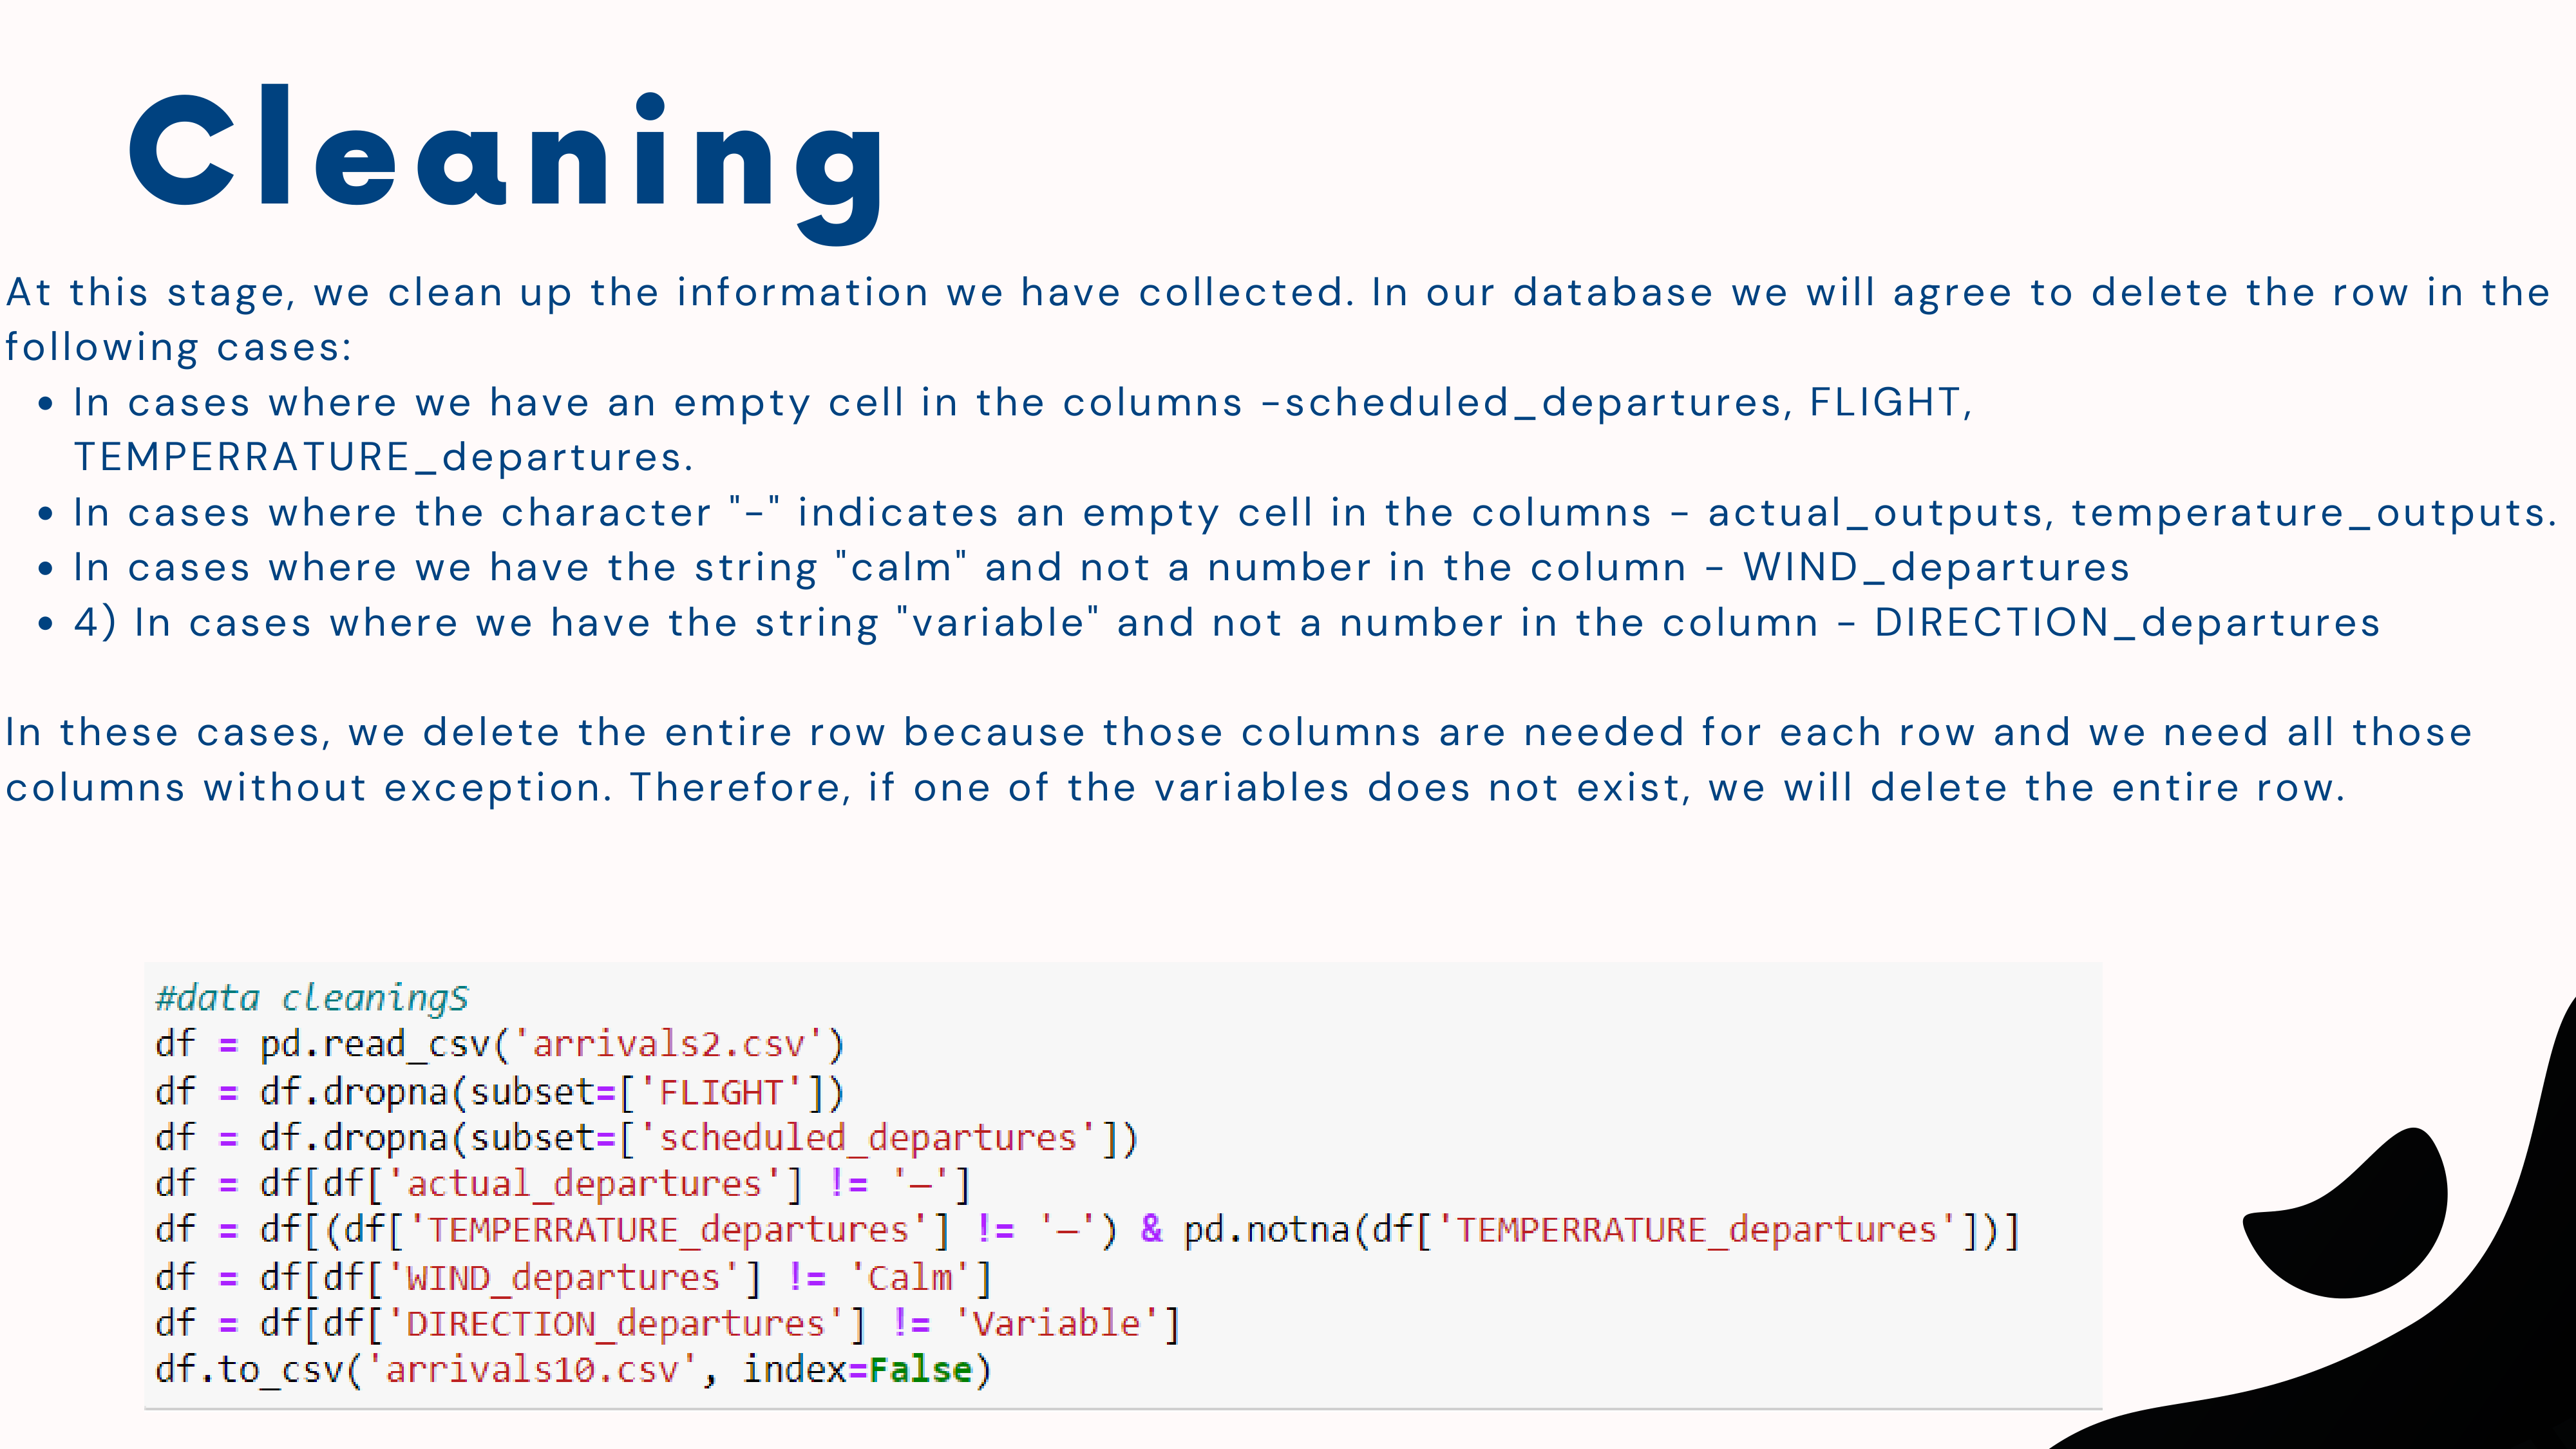 Cleaning
At this stage, we clean up the information we have collected. In our database we will agree to delete the row in the
following cases:
• In cases where we have an empty cell in the columns -scheduled_departures, FLIGHT,
TEMPERRATURE_departures.
• In cases where the character "-" indicates an empty cell in the columns - actual_outputs, temperature_outputs.
• In cases where we have the string "calm" and not a number in the column - WIND_departures
• 4) In cases where we have the string "variable" and not a number in the column - DIRECTION_departures
In these cases, we delete the entire row because those columns are needed for each row and we need all those
columns without exception. Therefore, if one of the variables does not exist, we will delete the entire row.
#data cleaningS
df = pd.read_csv('arrivals2.csv')
df = df.dropna(subset=['FLIGHT'])
df = df.dropna(subset=['scheduled_departures'])
df = df[df['actual_departures'] != '—']
df = df[(df['TEMPERRATURE_departures'] != '—') & pd.notna(df['TEMPERRATURE_departures'])]
df = df[df['WIND_departures'] != 'Calm']
df = df[df['DIRECTION_departures'] != 'Variable']
df.to_csv('arrivals10.csv', index=False)